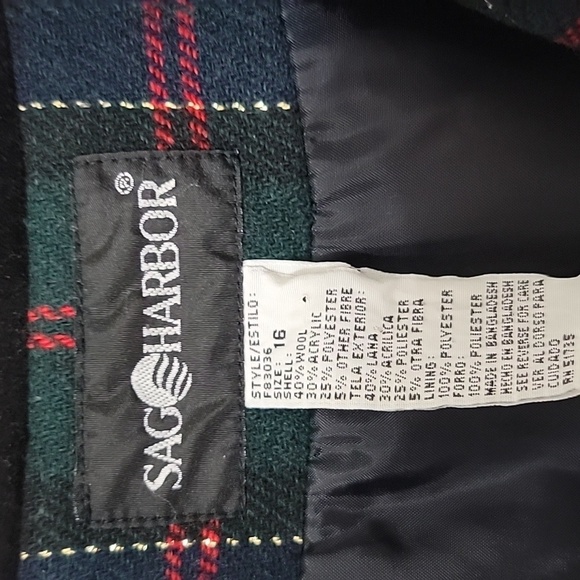 SAG HARBOR®
STYLE/ESTILO:
F83036
SIZE: 16
SHELL:
40% WOOL
30% ACRYLIC
25% POLYESTER
5% OTHER FIBRE
TELA EXTERIOR:
40% LANA
30% ACRILICA
25% POLIESTER
5% OTRA FIBRA
LINING:
100% POLYESTER
FORRO:
100% POLIESTER
MADE IN BANGLADESH
HECHO EN BANGLADESH
SEE REVERSE FOR CARE
VER AL DORSO PARA
CUIDADO
RN 51735